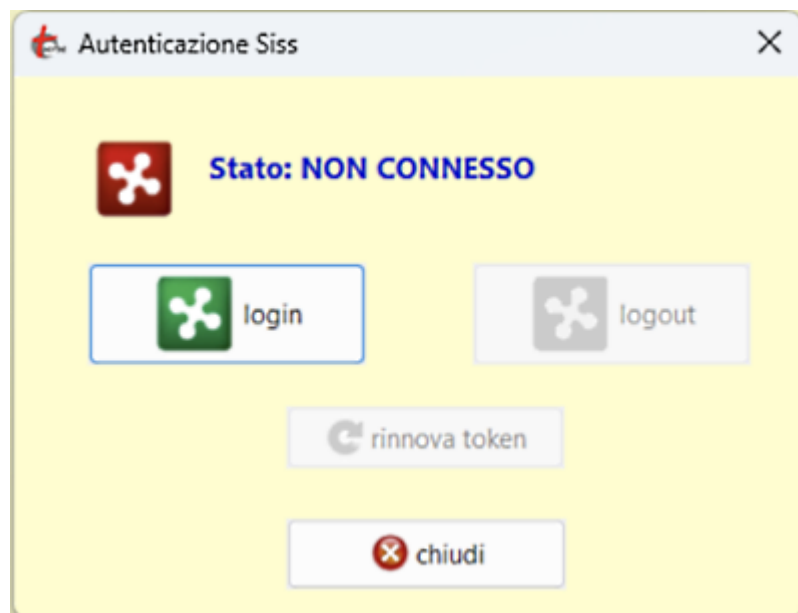 Autenticazione Siss
Stato: NON CONNESSO
login
logout
rinnova token
chiudi